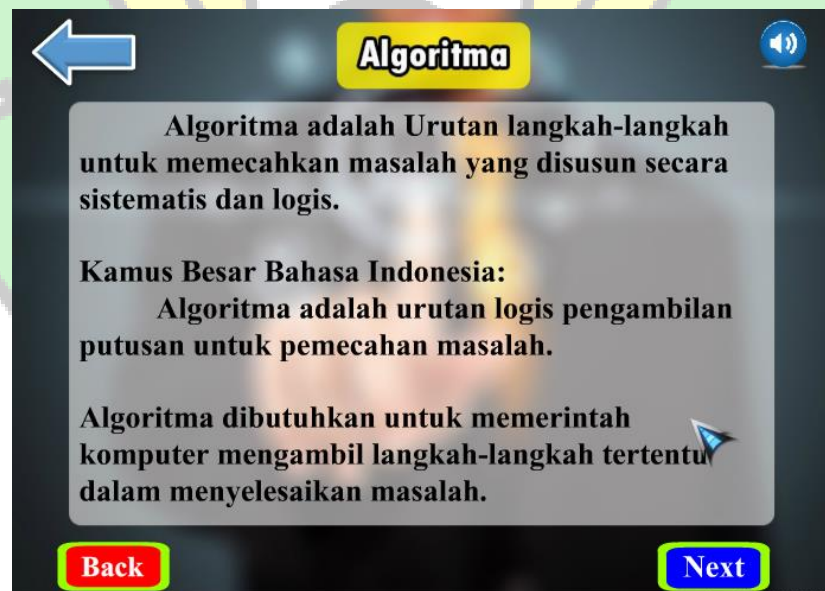 Algoritma
Algoritma adalah Urutan langkah-langkah
untuk memecahkan masalah yang disusun secara
sistematis dan logis.
Kamus Besar Bahasa Indonesia:
Algoritma adalah urutan logis pengambilan
putusan untuk pemecahan masalah.
Algoritma dibutuhkan untuk memerintah
komputer mengambil langkah-langkah tertentu
dalam menyelesaikan masalah.
Back
Next